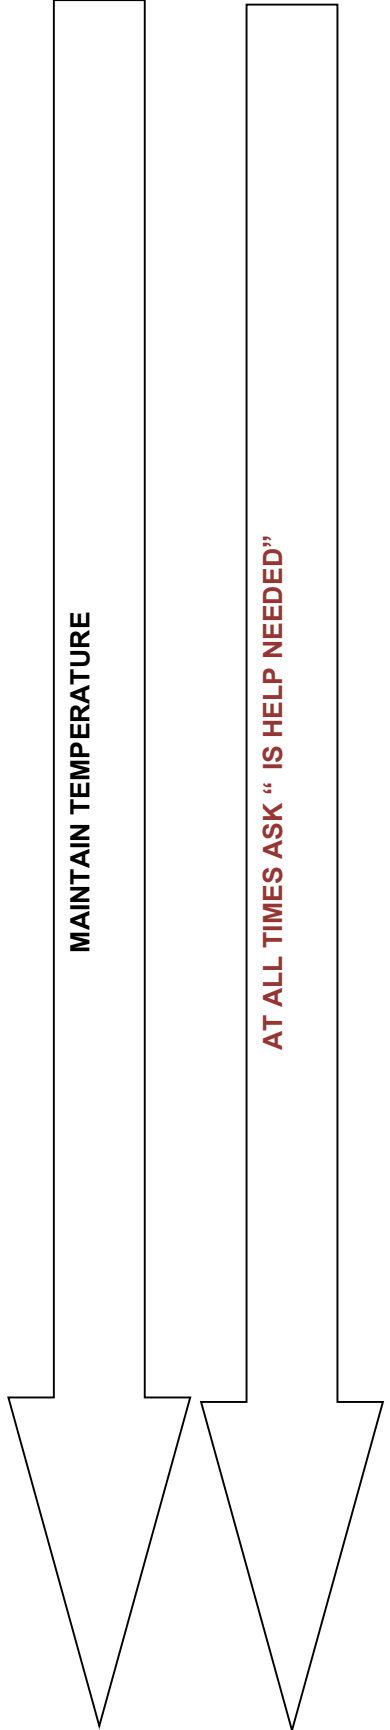 MAINTAIN TEMPERATURE
AT ALL TIMES ASK “ IS HELP NEEDED”